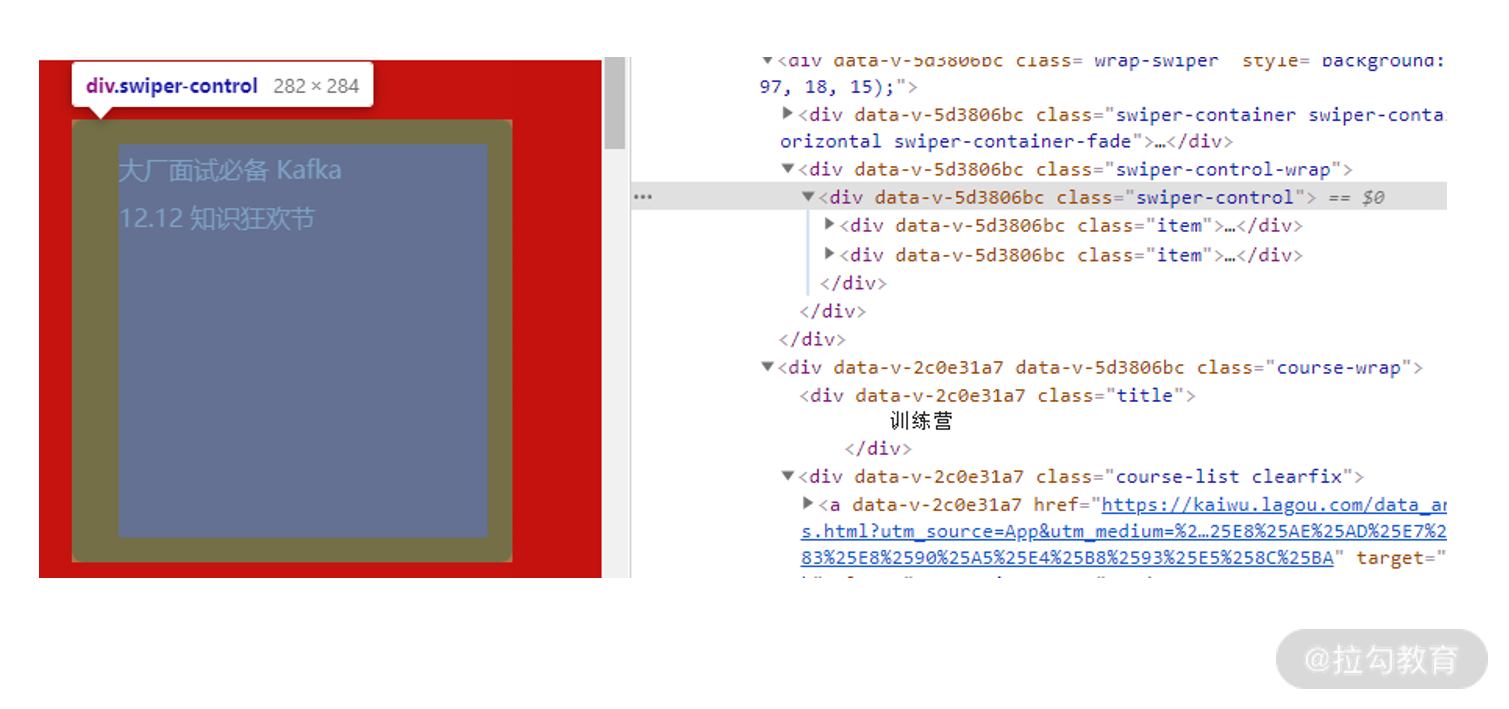 div.swiper-control 282 × 284
大厂面试必备 Kafka
12.12 知识狂欢节
▼<div data-v-5d3806bc class="wrap-swiper" style="background:
97, 18, 15);">
▶<div data-v-5d3806bc class="swiper-container swiper-conta
orizontal swiper-container-fade">…</div>
▼<div data-v-5d3806bc class="swiper-control-wrap">
… ▼<div data-v-5d3806bc class="swiper-control"> == $0
▶<div data-v-5d3806bc class="item">…</div>
▶<div data-v-5d3806bc class="item">…</div>
</div>
</div>
</div>
▼<div data-v-2c0e31a7 data-v-5d3806bc class="course-wrap">
<div data-v-2c0e31a7 class="title">
训练营
</div>
▼<div data-v-2c0e31a7 class="course-list clearfix">
▶<a data-v-2c0e31a7 href="https://kaiwu.lagou.com/data_an
s.html?utm_source=App&utm_medium=%2…25E8%25AE%25AD%25E7%2
83%25E8%2590%25A5%25E4%25B8%2593%25E5%258C%25BA" target="
@拉勾教育